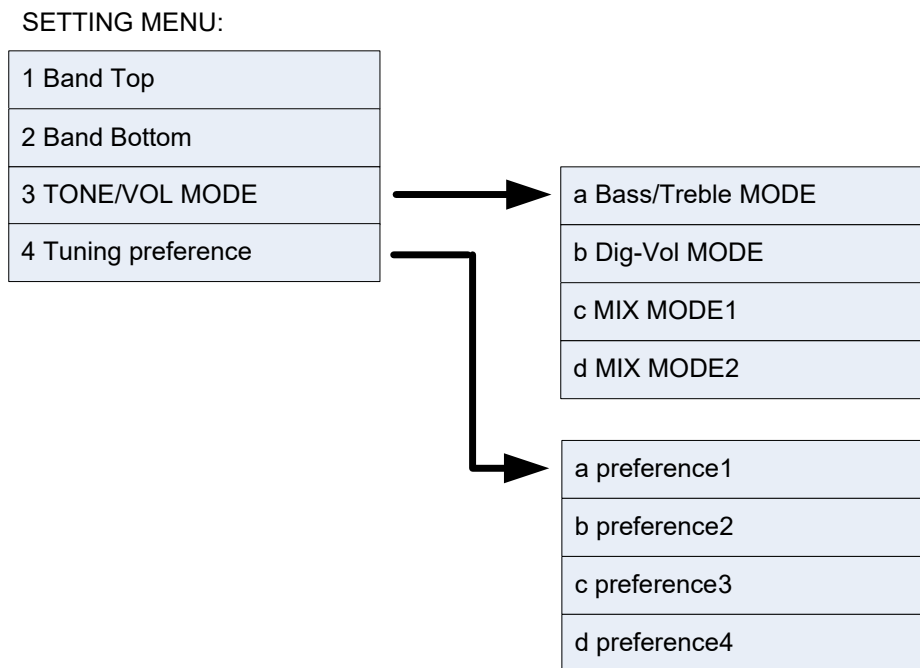 SETTING MENU:
1 Band Top
2 Band Bottom
3 TONE/VOL MODE
4 Tuning preference
a Bass/Treble MODE
b Dig-Vol MODE
c MIX MODE1
d MIX MODE2
a preference1
b preference2
c preference3
d preference4